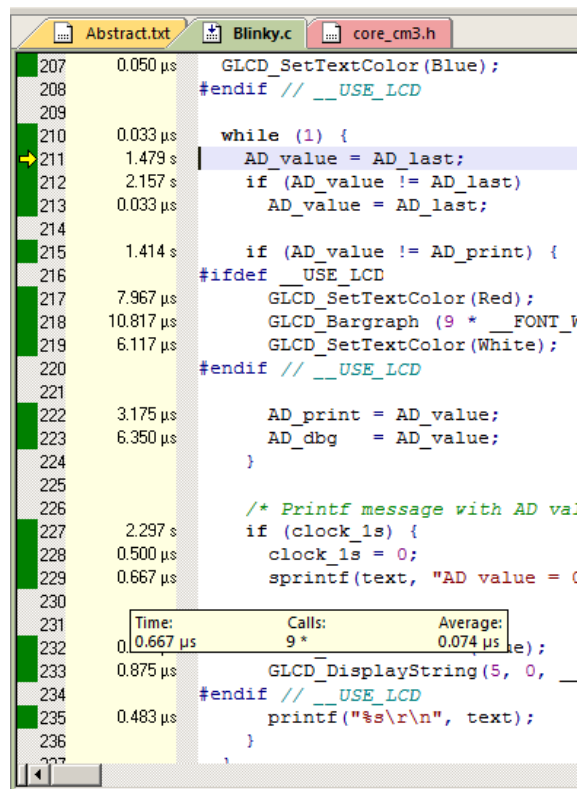 Abstract.txt Blinky.c core_cm3.h
207 0.050 µs GLCD_SetTextColor(Blue);
208 #endif // __USE_LCD
209
210 0.033 µs while (1) {
211 1.479 s AD_value = AD_last;
212 2.157 s if (AD_value != AD_last)
213 0.033 µs AD_value = AD_last;
214
215 1.414 s if (AD_value != AD_print) {
216 #ifdef __USE_LCD
217 7.967 µs GLCD_SetTextColor(Red);
218 10.817 µs GLCD_Bargraph (9 * __FONT_W
219 6.117 µs GLCD_SetTextColor(White);
220 #endif // __USE_LCD
221
222 3.175 µs AD_print = AD_value;
223 6.350 µs AD_dbg = AD_value;
224 }
225
226 /* Printf message with AD val
227 2.297 s if (clock_1s) {
228 0.500 µs clock_1s = 0;
229 0.667 µs sprintf(text, "AD value = 0
230
231 Time: Calls: Average:
0.667 µs 9 * 0.074 µs
232 0. ue);
233 0.875 µs GLCD_DisplayString(5, 0, __
234 #endif // __USE_LCD
235 0.483 µs printf("%s\r\n", text);
236 }
237 }